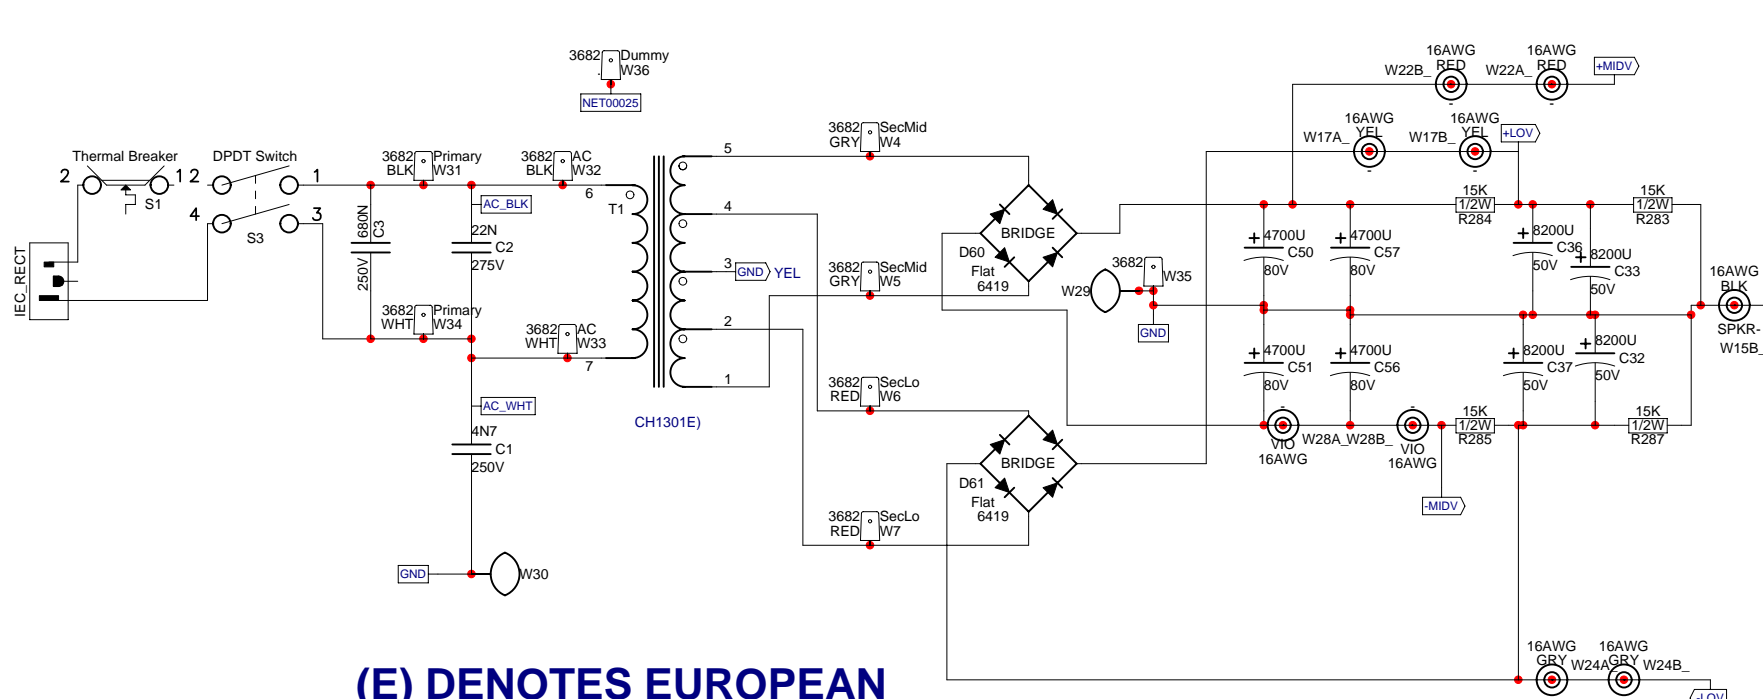 3682 Dummy
W36
NET00025
16AWG
RED
W22B_
16AWG
RED
W22A_
+MIDV
16AWG
YEL
W17A_
16AWG
YEL
W17B_
+LOV
Thermal Breaker
2
1
S1
DPDT Switch
2
1
4
3
S3
IEC_RECT
3682 Primary
BLK W31
3682 AC
BLK W32
680N
C3
250V
AC_BLK
22N
C2
275V
3682 Primary
WHT W34
3682 AC
WHT W33
6
T1
7
5
4
3
2
1
GND
YEL
CH1301E)
AC_WHT
4N7
C1
250V
GND
W30
3682 SecMid
GRY W4
3682 SecMid
GRY W5
3682 SecLo
RED W6
3682 SecLo
RED W7
BRIDGE
D60
Flat
6419
BRIDGE
D61
Flat
6419
3682
W35
W29
GND
+ 4700U
C50
80V
+ 4700U
C57
80V
+ 4700U
C51
80V
+ 4700U
C56
80V
15K
1/2W
R284
15K
1/2W
R283
+ 8200U
C36
50V
+ 8200U
C33
50V
+ 8200U
C37
50V
+ 8200U
C32
50V
16AWG
BLK
SPKR-
W15B_
VIO
16AWG
W28A_ W28B_
VIO
16AWG
15K
1/2W
R285
15K
1/2W
R287
-MIDV
16AWG
GRY
W24A_
16AWG
GRY
W24B_
-LOV
(E) DENOTES EUROPEAN